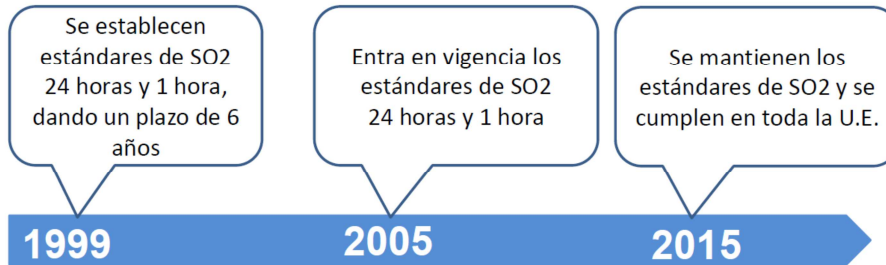 Se establecen
estándares de SO2
24 horas y 1 hora,
dando un plazo de 6
años
Entra en vigencia los
estándares de SO2
24 horas y 1 hora
Se mantienen los
estándares de SO2 y se
cumplen en toda la U.E.
1999
2005
2015